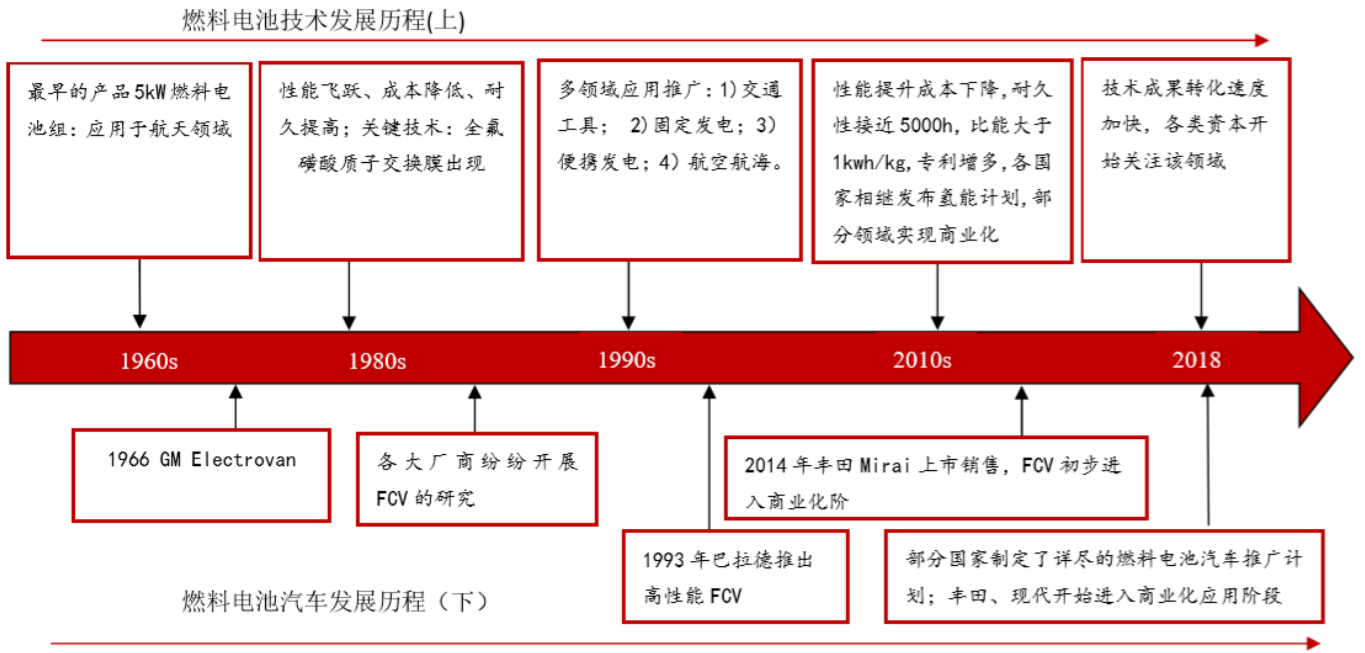 燃料电池技术发展历程(上)
最早的产品5kW燃料电
池组：应用于航天领域
性能飞跃、成本降低、耐
久提高；关键技术：全氟
磺酸质子交换膜出现
多领域应用推广：1)交通
工具； 2)固定发电；3)
便携发电；4) 航空航海。
性能提升成本下降,耐久
性接近5000h,比能大于
1kwh/kg,专利增多,各国
家相继发布氢能计划,部
分领域实现商业化
技术成果转化速度
加快，各类资本开
始关注该领域
1960s
1980s
1990s
2010s
2018
1966 GM Electrovan
各大厂商纷纷开展
FCV的研究
1993年巴拉德推出
高性能FCV
2014年丰田Mirai上市销售，FCV初步进
入商业化阶
部分国家制定了详尽的燃料电池汽车推广计
划；丰田、现代开始进入商业化应用阶段
燃料电池汽车发展历程（下）